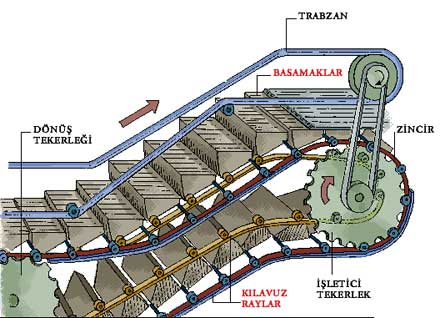 TRABZAN
BASAMAKLAR
DÖNÜŞ
TEKERLEĞİ
ZİNCİR
KILAVUZ
RAYLAR
İŞLETİCİ
TEKERLEK